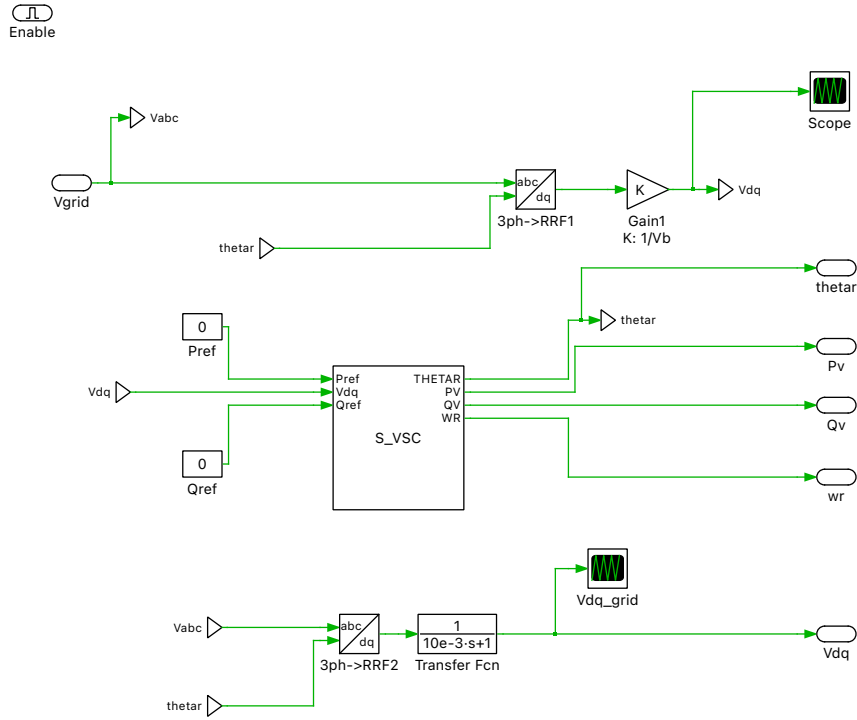 Enable
Scope
Vabc
Vgrid
abc
dq
3ph->RRF1
K
Gain1
K: 1/Vb
Vdq
thetar
thetar
0
Pref
thetar
Pv
Vdq
Pref
Vdq
Qref
THETAR
PV
QV
WR
S_VSC
Qv
0
Qref
wr
Vdq_grid
Vabc
abc
dq
3ph->RRF2
1
10e-3·s+1
Transfer Fcn
Vdq
thetar